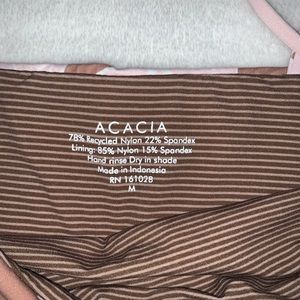 ACACIA
78% Recycled Nylon 22% Spandex
Lining: 85% Nylon 15% Spandex
Hand rinse Dry in shade
Made in Indonesia
RN 161028
M